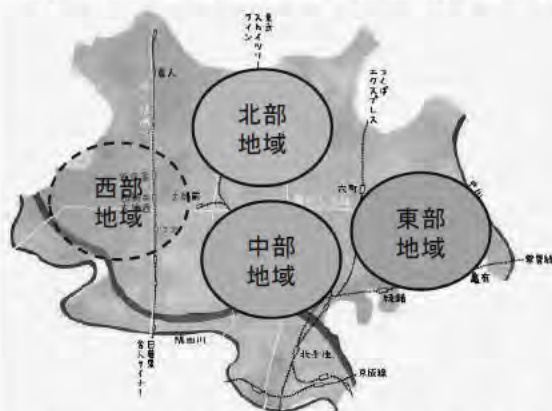 東武
スカイツリー
ライン
つくば
エクスプレス
舎人
北部
地域
西部
地域
六町
東部
地域
中部
地域
常磐線
亀有
綾瀬
隅田川
北千住
京成線
日暮里
舎人ライナー